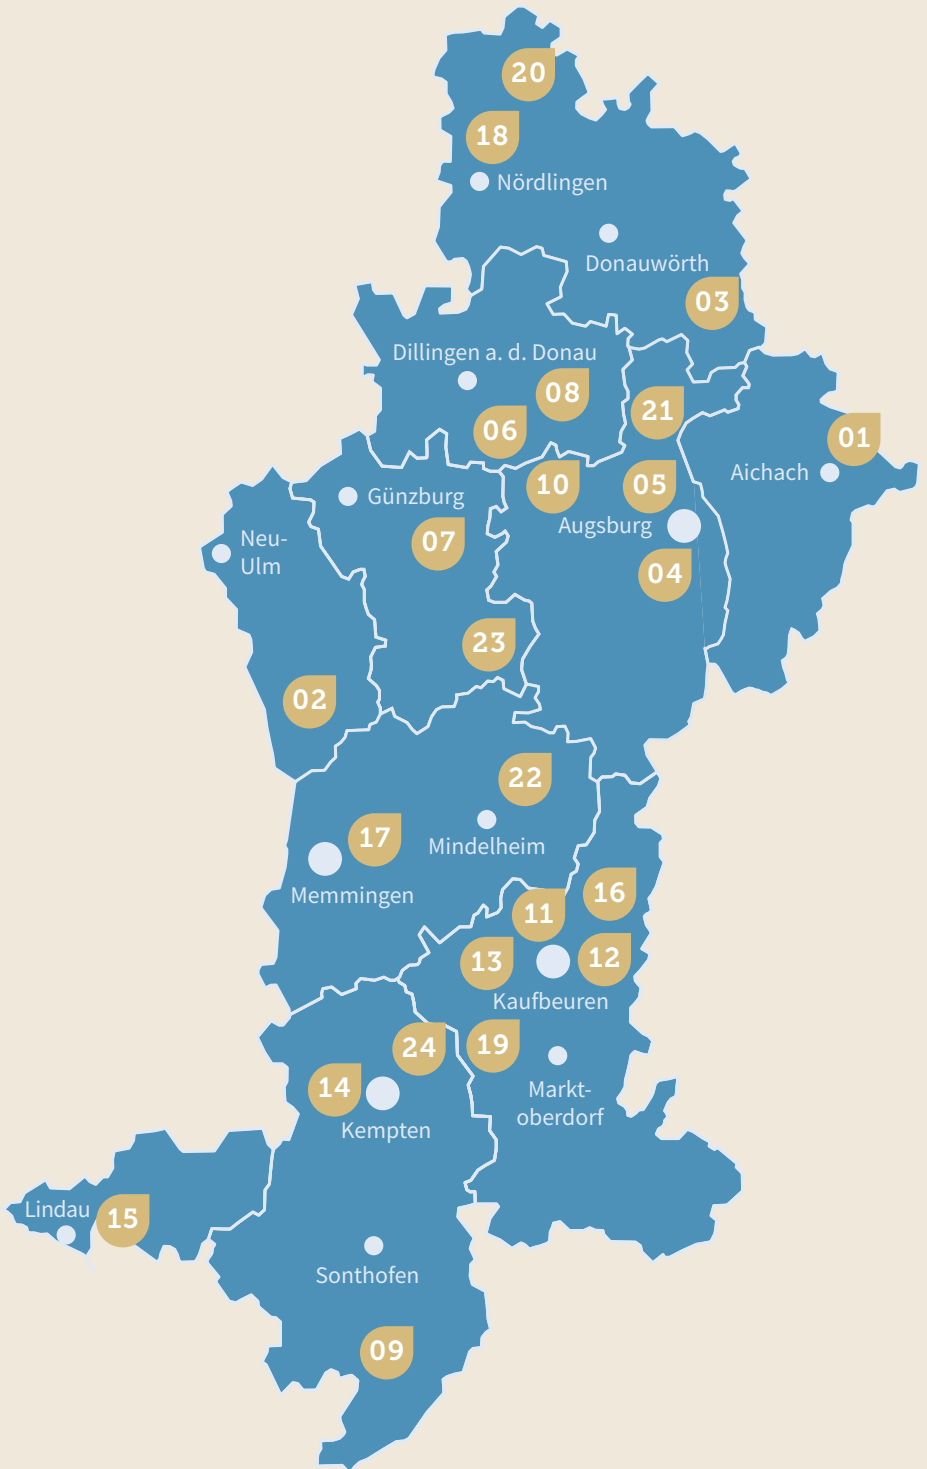 20
18
Nördlingen
Donauwörth
03
Dillingen a. d. Donau
08
21
06
01
Aichach
10
05
Günzburg
Augsburg
Neu-
Ulm
07
04
23
02
22
17
Mindelheim
Memmingen
16
11
13
12
Kaufbeuren
24
19
14
Markt-
oberdorf
Kempten
Lindau
15
Sonthofen
09